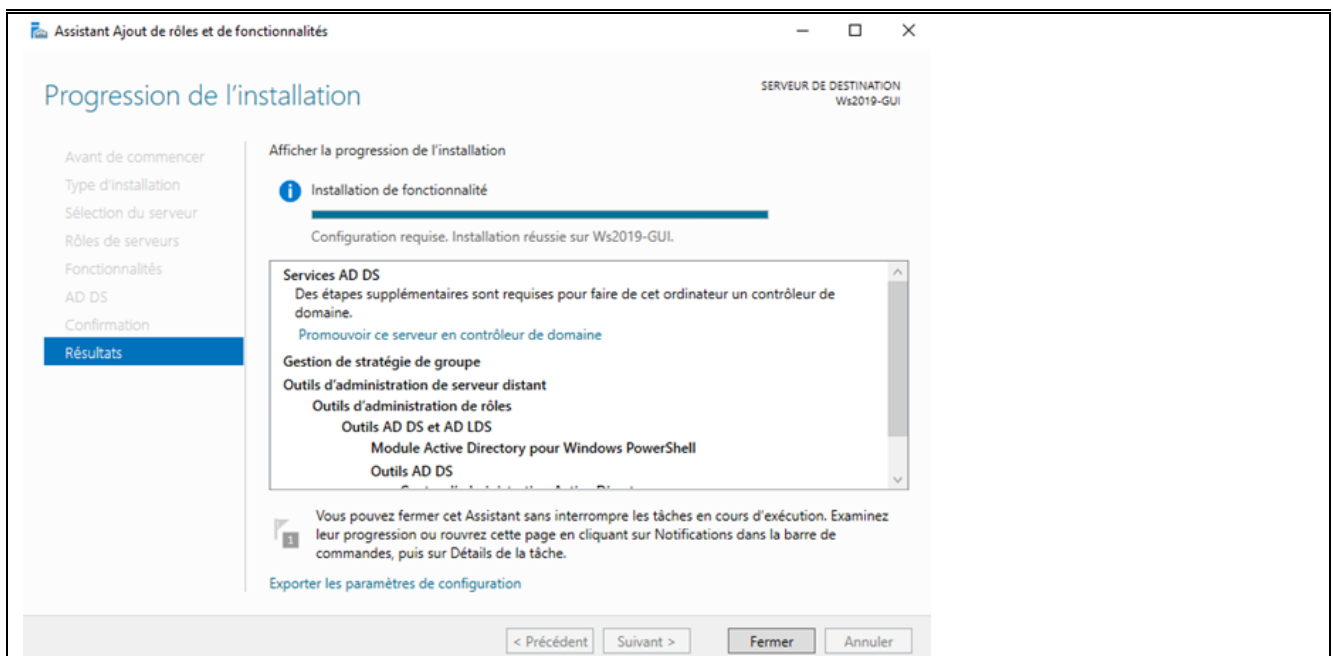 Assistant Ajout de rôles et de fonctionnalités
Progression de l'installation
SERVEUR DE DESTINATION
Ws2019-GUI
Avant de commencer
Type d'installation
Sélection du serveur
Rôles de serveurs
Fonctionnalités
AD DS
Confirmation
Résultats
Afficher la progression de l'installation
Installation de fonctionnalité
Configuration requise. Installation réussie sur Ws2019-GUI.
Services AD DS
Des étapes supplémentaires sont requises pour faire de cet ordinateur un contrôleur de
domaine.
Promouvoir ce serveur en contrôleur de domaine
Gestion de stratégie de groupe
Outils d'administration de serveur distant
Outils d'administration de rôles
Outils AD DS et AD LDS
Module Active Directory pour Windows PowerShell
Outils AD DS
1
Vous pouvez fermer cet Assistant sans interrompre les tâches en cours d'exécution. Examinez
leur progression ou rouvrez cette page en cliquant sur Notifications dans la barre de
commandes, puis sur Détails de la tâche.
Exporter les paramètres de configuration
< Précédent
Suivant >
Fermer
Annuler